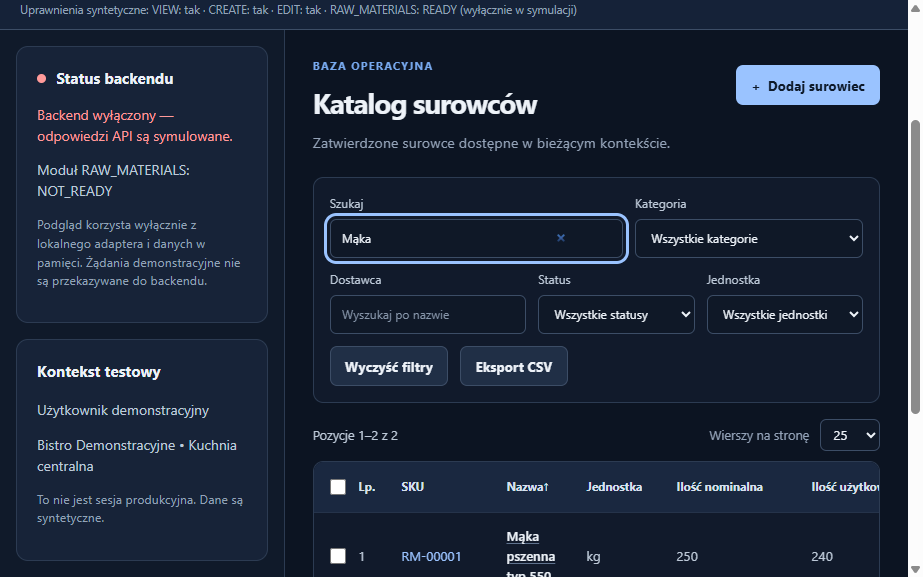 Uprawnienia syntetyczne: VIEW: tak · CREATE: tak · EDIT: tak · RAW_MATERIALS: READY (wyłącznie w symulacji)
Status backendu
Backend wyłączony —
odpowiedzi API są symulowane.
Moduł RAW_MATERIALS:
NOT_READY
Podgląd korzysta wyłącznie z
lokalnego adaptera i danych w
pamięci. Żądania demonstracyjne nie
są przekazywane do backendu.
Kontekst testowy
Użytkownik demonstracyjny
Bistro Demonstracyjne • Kuchnia
centralna
To nie jest sesja produkcyjna. Dane są
syntetyczne.
BAZA OPERACYJNA
Katalog surowców
+ Dodaj surowiec
Zatwierdzone surowce dostępne w bieżącym kontekście.
Szukaj
Kategoria
Mąka ×
Wszystkie kategorie
Dostawca
Status
Jednostka
Wyszukaj po nazwie
Wszystkie statusy
Wszystkie jednostki
Wyczyść filtry
Eksport CSV
Pozycje 1–2 z 2
Wierszy na stronę 25
Lp. SKU Nazwa↑ Jednostka Ilość nominalna Ilość użytkow
1 RM-00001 Mąka pszenna typ 550 kg 250 240